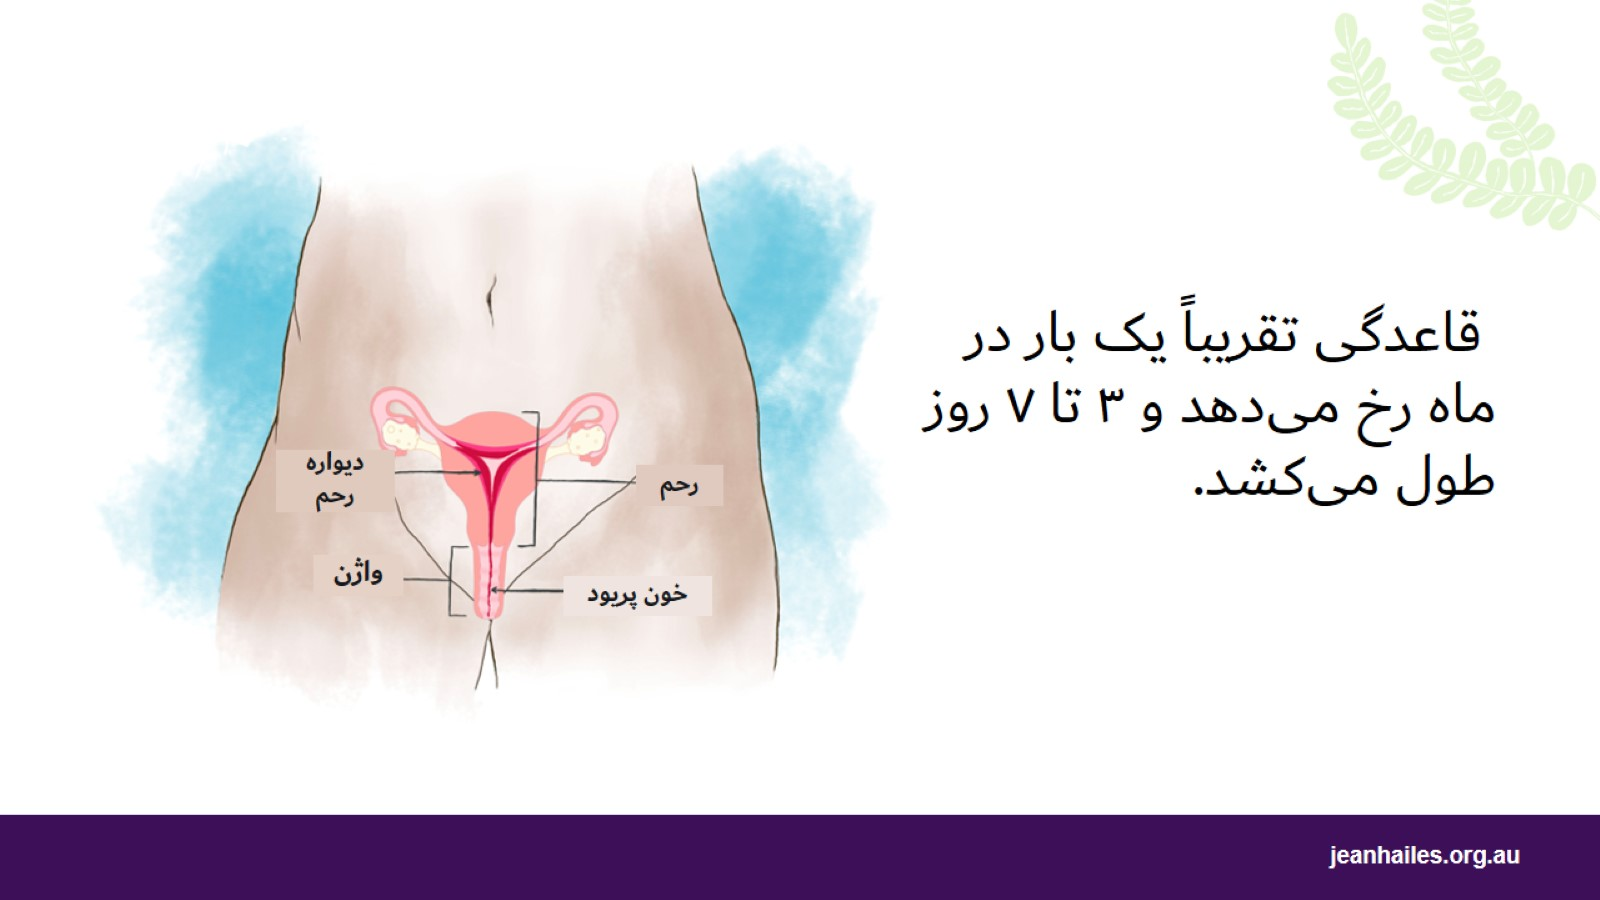 قاعدگی تقریباً یک بار در
ماه رخ می‌دهد و ۳ تا ۷ روز
طول می‌کشد.
دیواره
رحم
رحم
واژن
خون پریود
jeanhailes.org.au